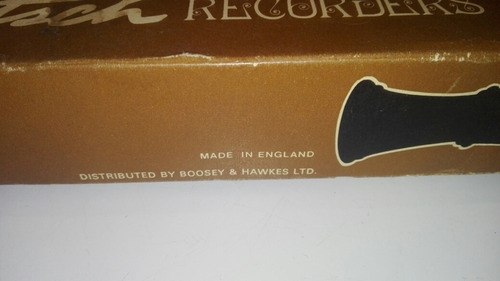 RECORDERS
MADE IN ENGLAND
DISTRIBUTED BY BOOSEY & HAWKES LTD.